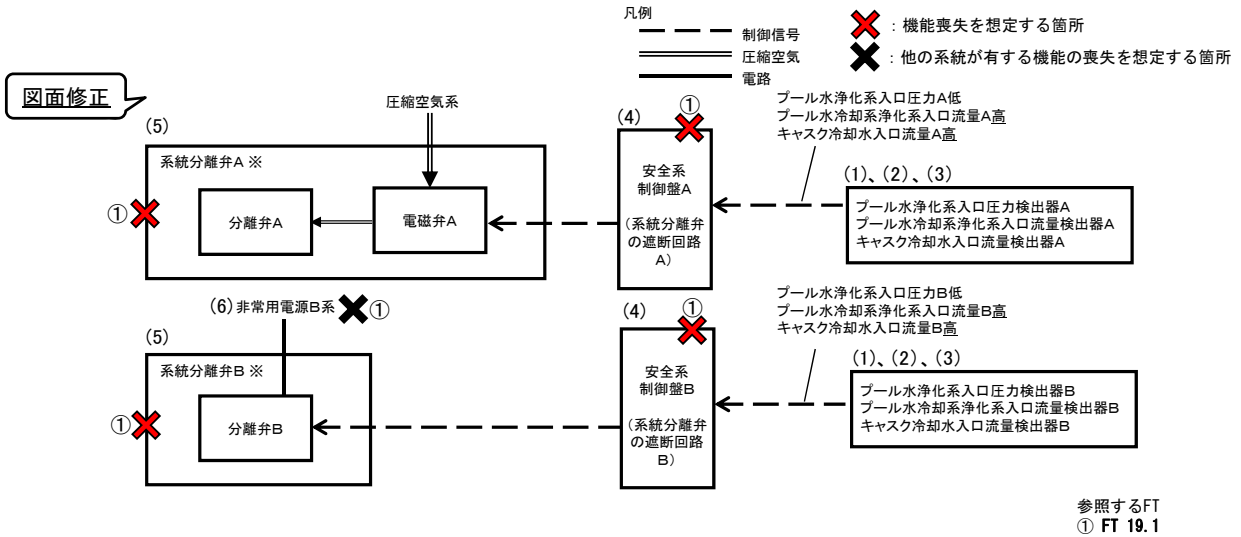 凡例
制御信号
圧縮空気
電路
：機能喪失を想定する箇所
：他の系統が有する機能の喪失を想定する箇所
図面修正
圧縮空気系
(5)
系統分離弁A ※
①
分離弁A
電磁弁A
(4)
①
安全系
制御盤A
(系統分離弁
の遮断回路
A)
プール水浄化系入口圧力A低
プール水冷却系浄化系入口流量A高
キャスク冷却水入口流量A高
(1)、(2)、(3)
プール水浄化系入口圧力検出器A
プール水冷却系浄化系入口流量検出器A
キャスク冷却水入口流量検出器A
(6)非常用電源B系 ①
(5)
系統分離弁B ※
①
分離弁B
(4)
①
安全系
制御盤B
(系統分離弁
の遮断回路
B)
プール水浄化系入口圧力B低
プール水冷却系浄化系入口流量B高
キャスク冷却水入口流量B高
(1)、(2)、(3)
プール水浄化系入口圧力検出器B
プール水冷却系浄化系入口流量検出器B
キャスク冷却水入口流量検出器B
参照するFT
① FT 19.1